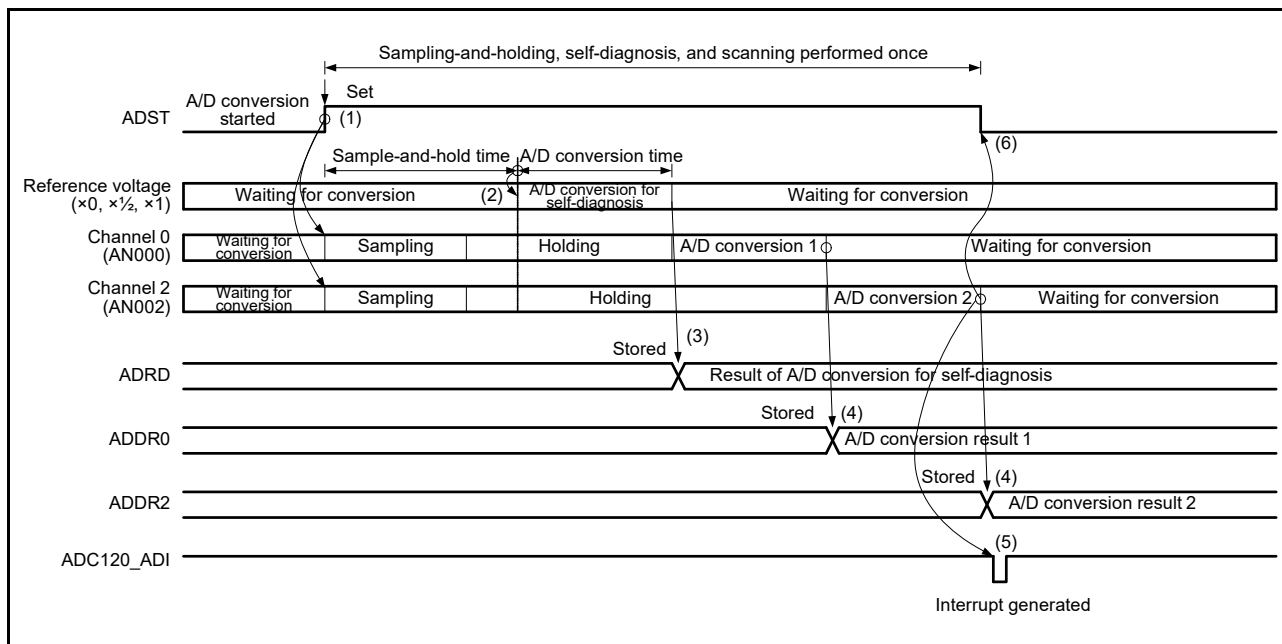 Sampling-and-holding, self-diagnosis, and scanning performed once
A/D conversion
started
Set
ADST
(1)
(6)
Sample-and-hold time
A/D conversion time
Reference voltage
(×0, ×½, ×1)
Waiting for conversion
(2)
A/D conversion for
self-diagnosis
Waiting for conversion
Channel 0
(AN000)
Waiting for
conversion
Sampling
Holding
A/D conversion 1
Waiting for conversion
Channel 2
(AN002)
Waiting for
conversion
Sampling
Holding
A/D conversion 2
Waiting for conversion
Stored
(3)
ADRD
Result of A/D conversion for self-diagnosis
Stored
(4)
ADDR0
A/D conversion result 1
Stored
(4)
ADDR2
A/D conversion result 2
(5)
ADC120_ADI
Interrupt generated